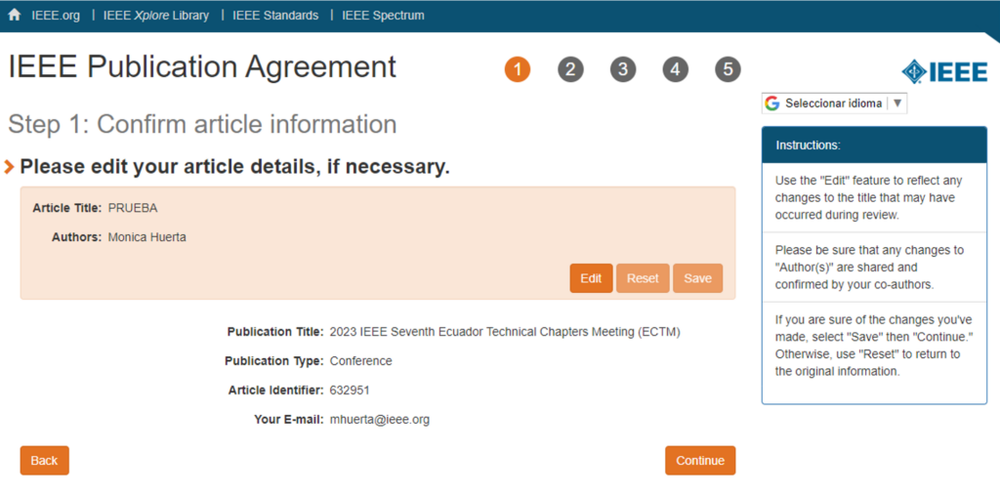 IEEE.org | IEEE Xplore Library | IEEE Standards | IEEE Spectrum
IEEE Publication Agreement
1 2 3 4 5
IEEE
Seleccionar idioma ▼
Step 1: Confirm article information
Please edit your article details, if necessary.
Article Title: PRUEBA
Authors: Monica Huerta
Edit Reset Save
Publication Title: 2023 IEEE Seventh Ecuador Technical Chapters Meeting (ECTM)
Publication Type: Conference
Article Identifier: 632951
Your E-mail: mhuerta@ieee.org
Back Continue
Instructions:
Use the "Edit" feature to reflect any
changes to the title that may have
occurred during review.
Please be sure that any changes to
"Author(s)" are shared and
confirmed by your co-authors.
If you are sure of the changes you've
made, select "Save" then "Continue."
Otherwise, use "Reset" to return to
the original information.